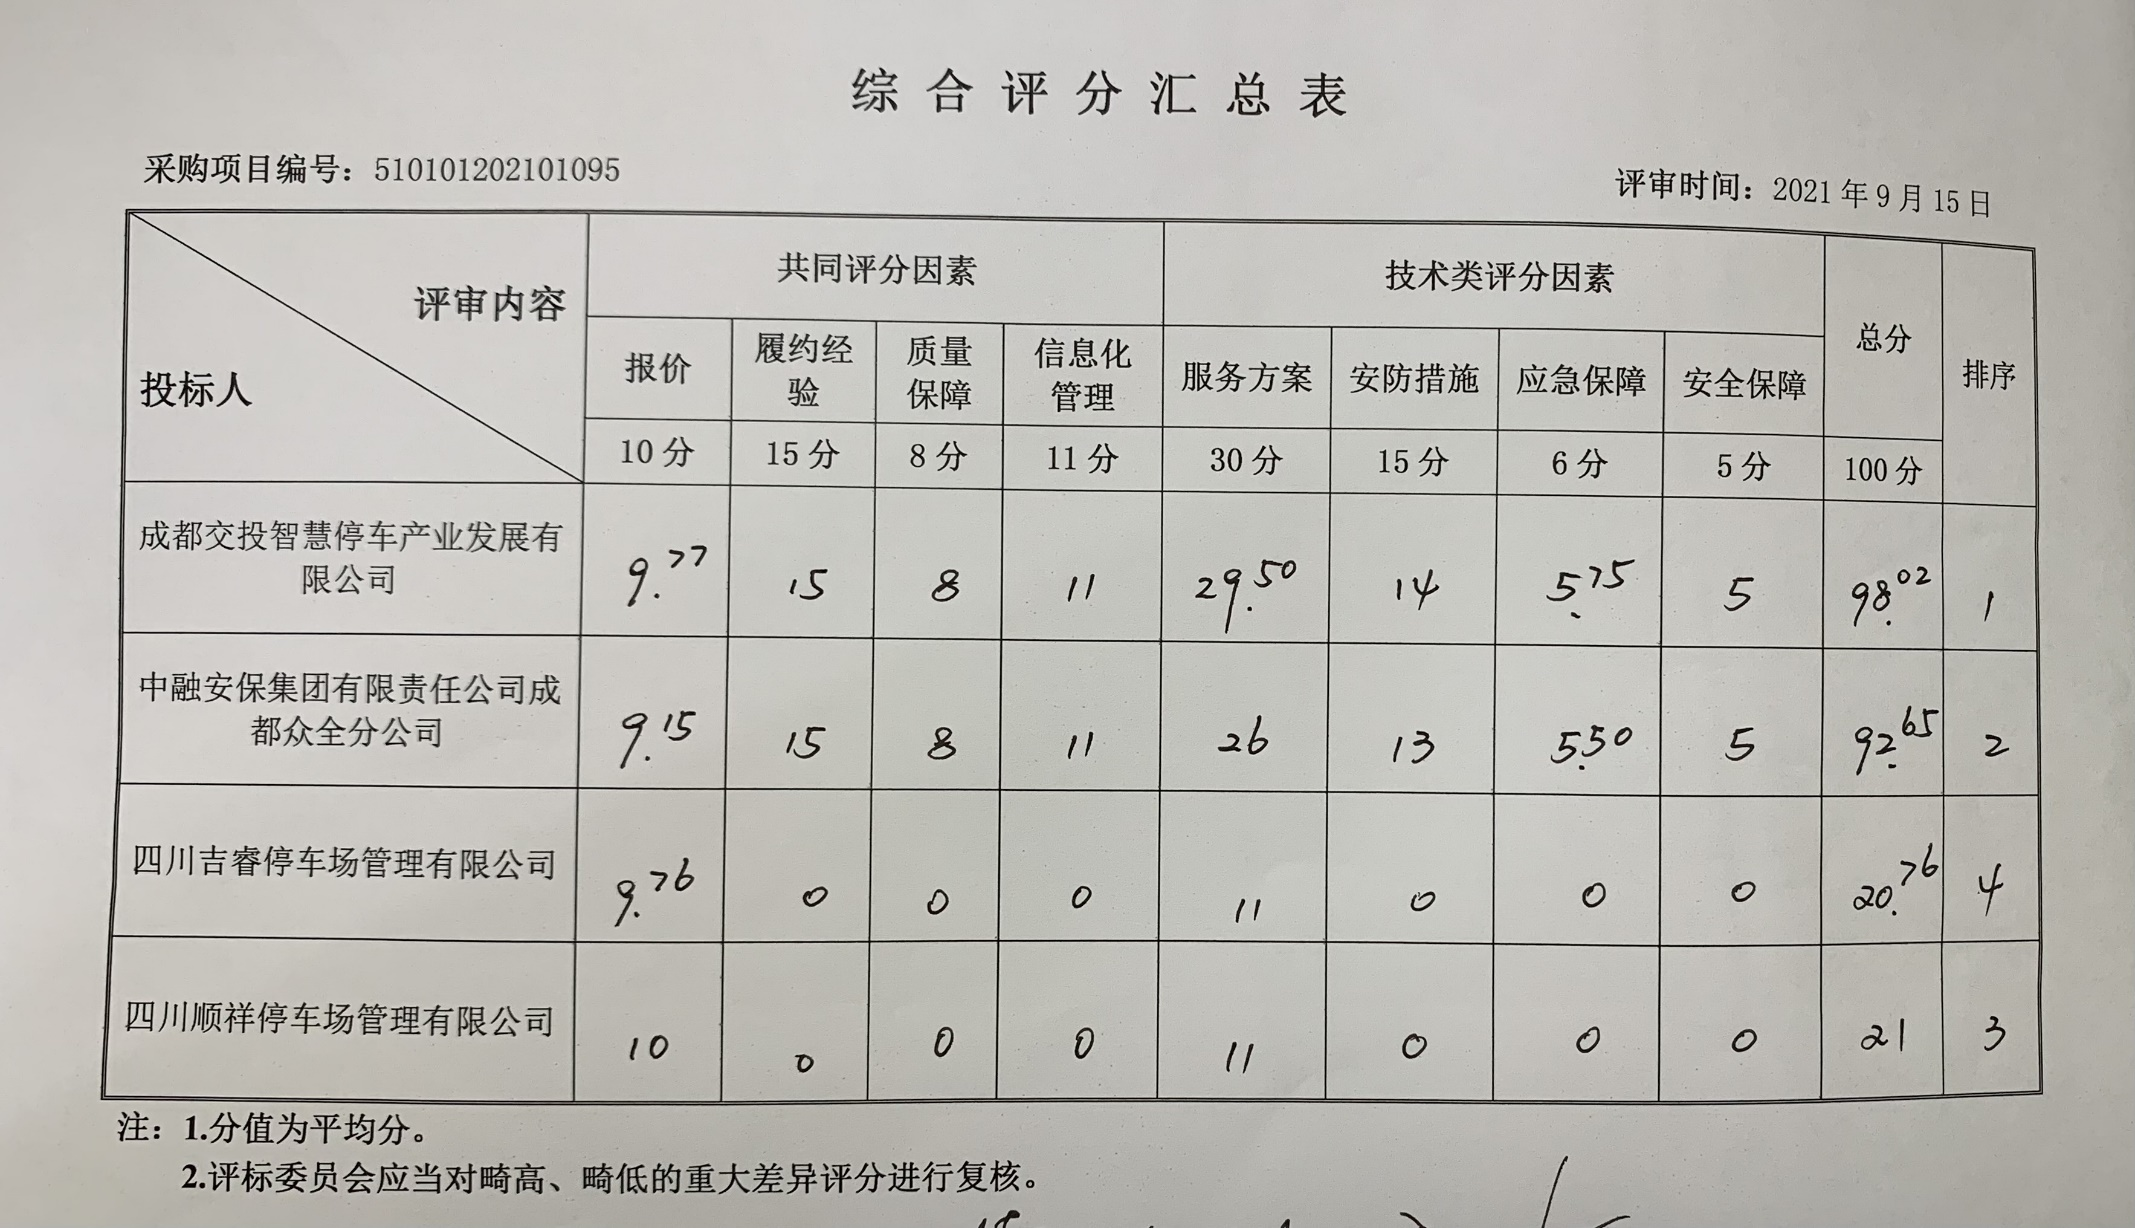 综合评分汇总表
采购项目编号：510101202101095
评审时间：2021年9月15日
评审内容
投标人
共同评分因素 技术类评分因素 总分 排序
报价 履约经验 质量保障 信息化管理 服务方案 安防措施 应急保障 安全保障
10分 15分 8分 11分 30分 15分 6分 5分 100分
成都交投智慧停车产业发展有限公司 9.77 15 8 11 29.50 14 5.75 5 98.02 1
中融安保集团有限责任公司成都众全分公司 9.15 15 8 11 26 13 5.50 5 92.65 2
四川吉睿停车场管理有限公司 9.76 0 0 0 11 0 0 0 20.76 4
四川顺祥停车场管理有限公司 10 0 0 0 11 0 0 0 21 3
注：1.分值为平均分。
2.评标委员会应当对畸高、畸低的重大差异评分进行复核。